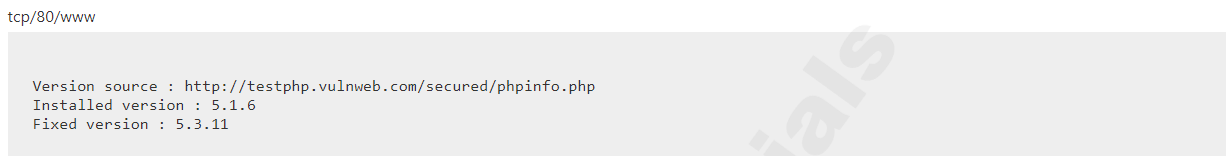 tcp/80/www
Version source : http://testphp.vulnweb.com/secured/phpinfo.php
Installed version : 5.1.6
Fixed version : 5.3.11
ials